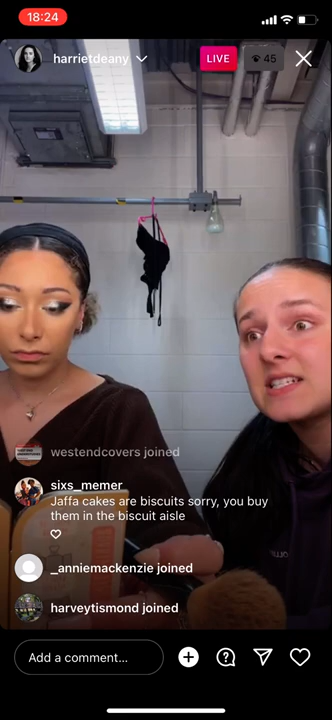 18:24
harrietdeany
LIVE
45
westendcovers joined
sixs_memer
Jaffa cakes are biscuits sorry, you buy
them in the biscuit aisle
_anniemackenzie joined
harveytismond joined
Add a comment...